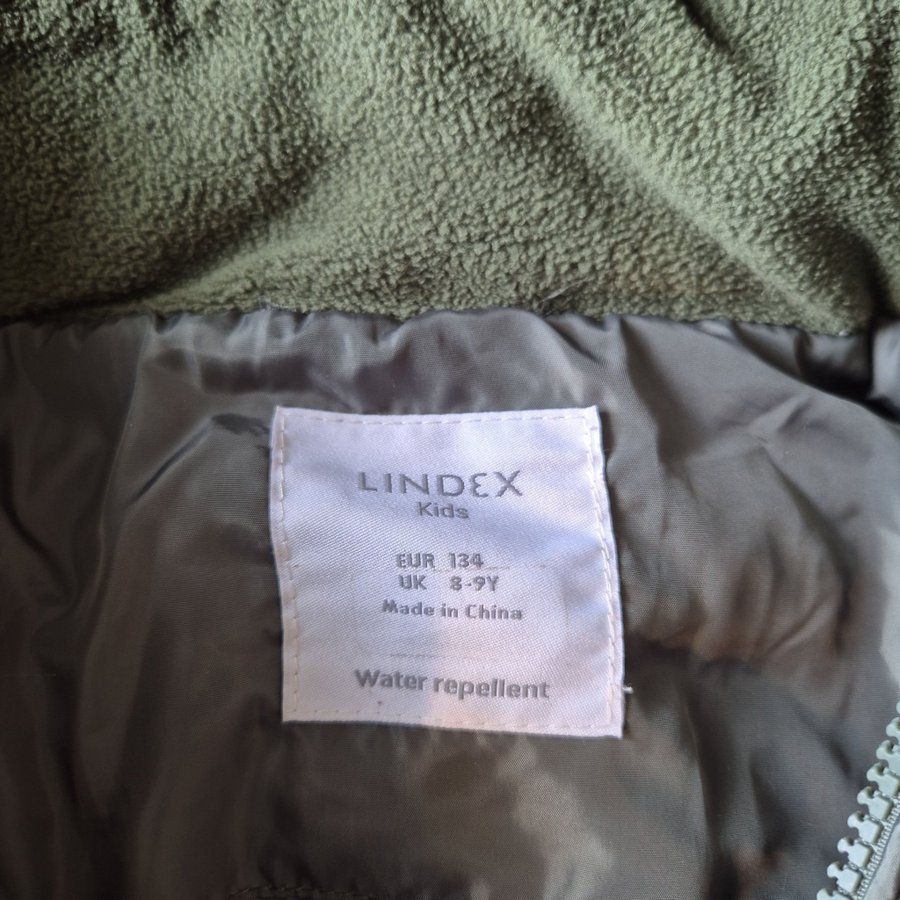 LINDEX
Kids
EUR 134
UK 8-9Y
Made in China
Water repellent